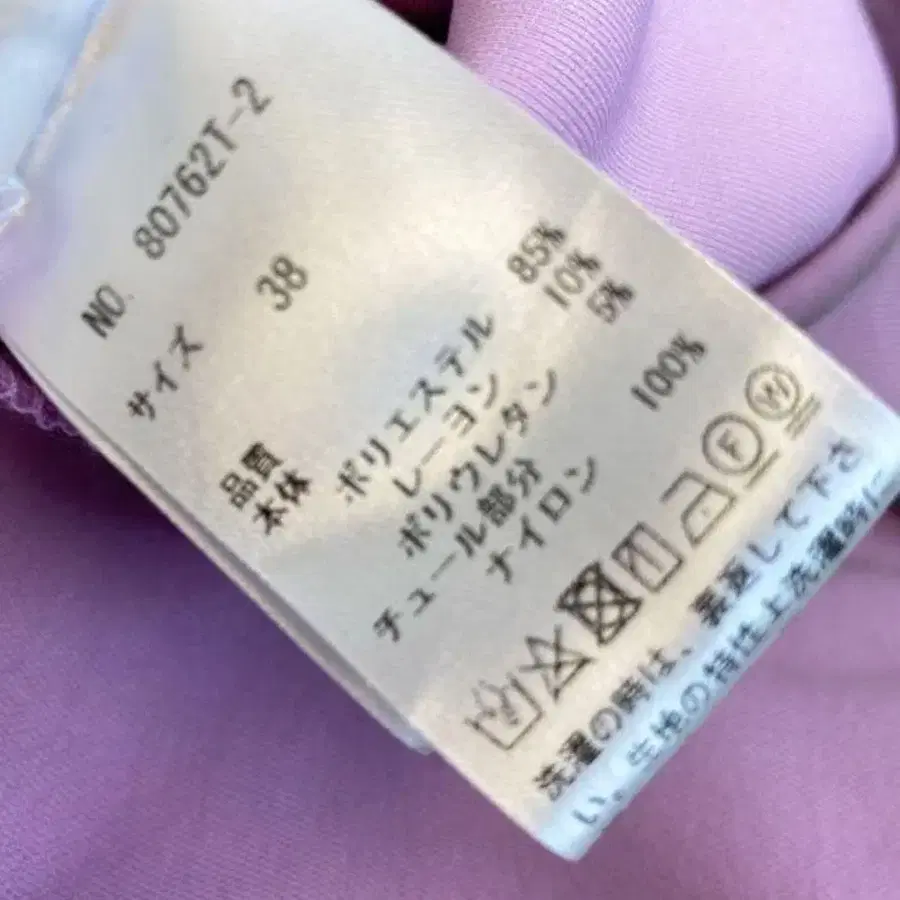 NO. 80762T-2
サイズ 38
品質
本体 ポリエステル 85%
レーヨン 10%
ポリウレタン 5%
チュール部分
ナイロン 100%
F W
洗濯の時は、裏返して下さ
い。生地の特性上洗濯時に